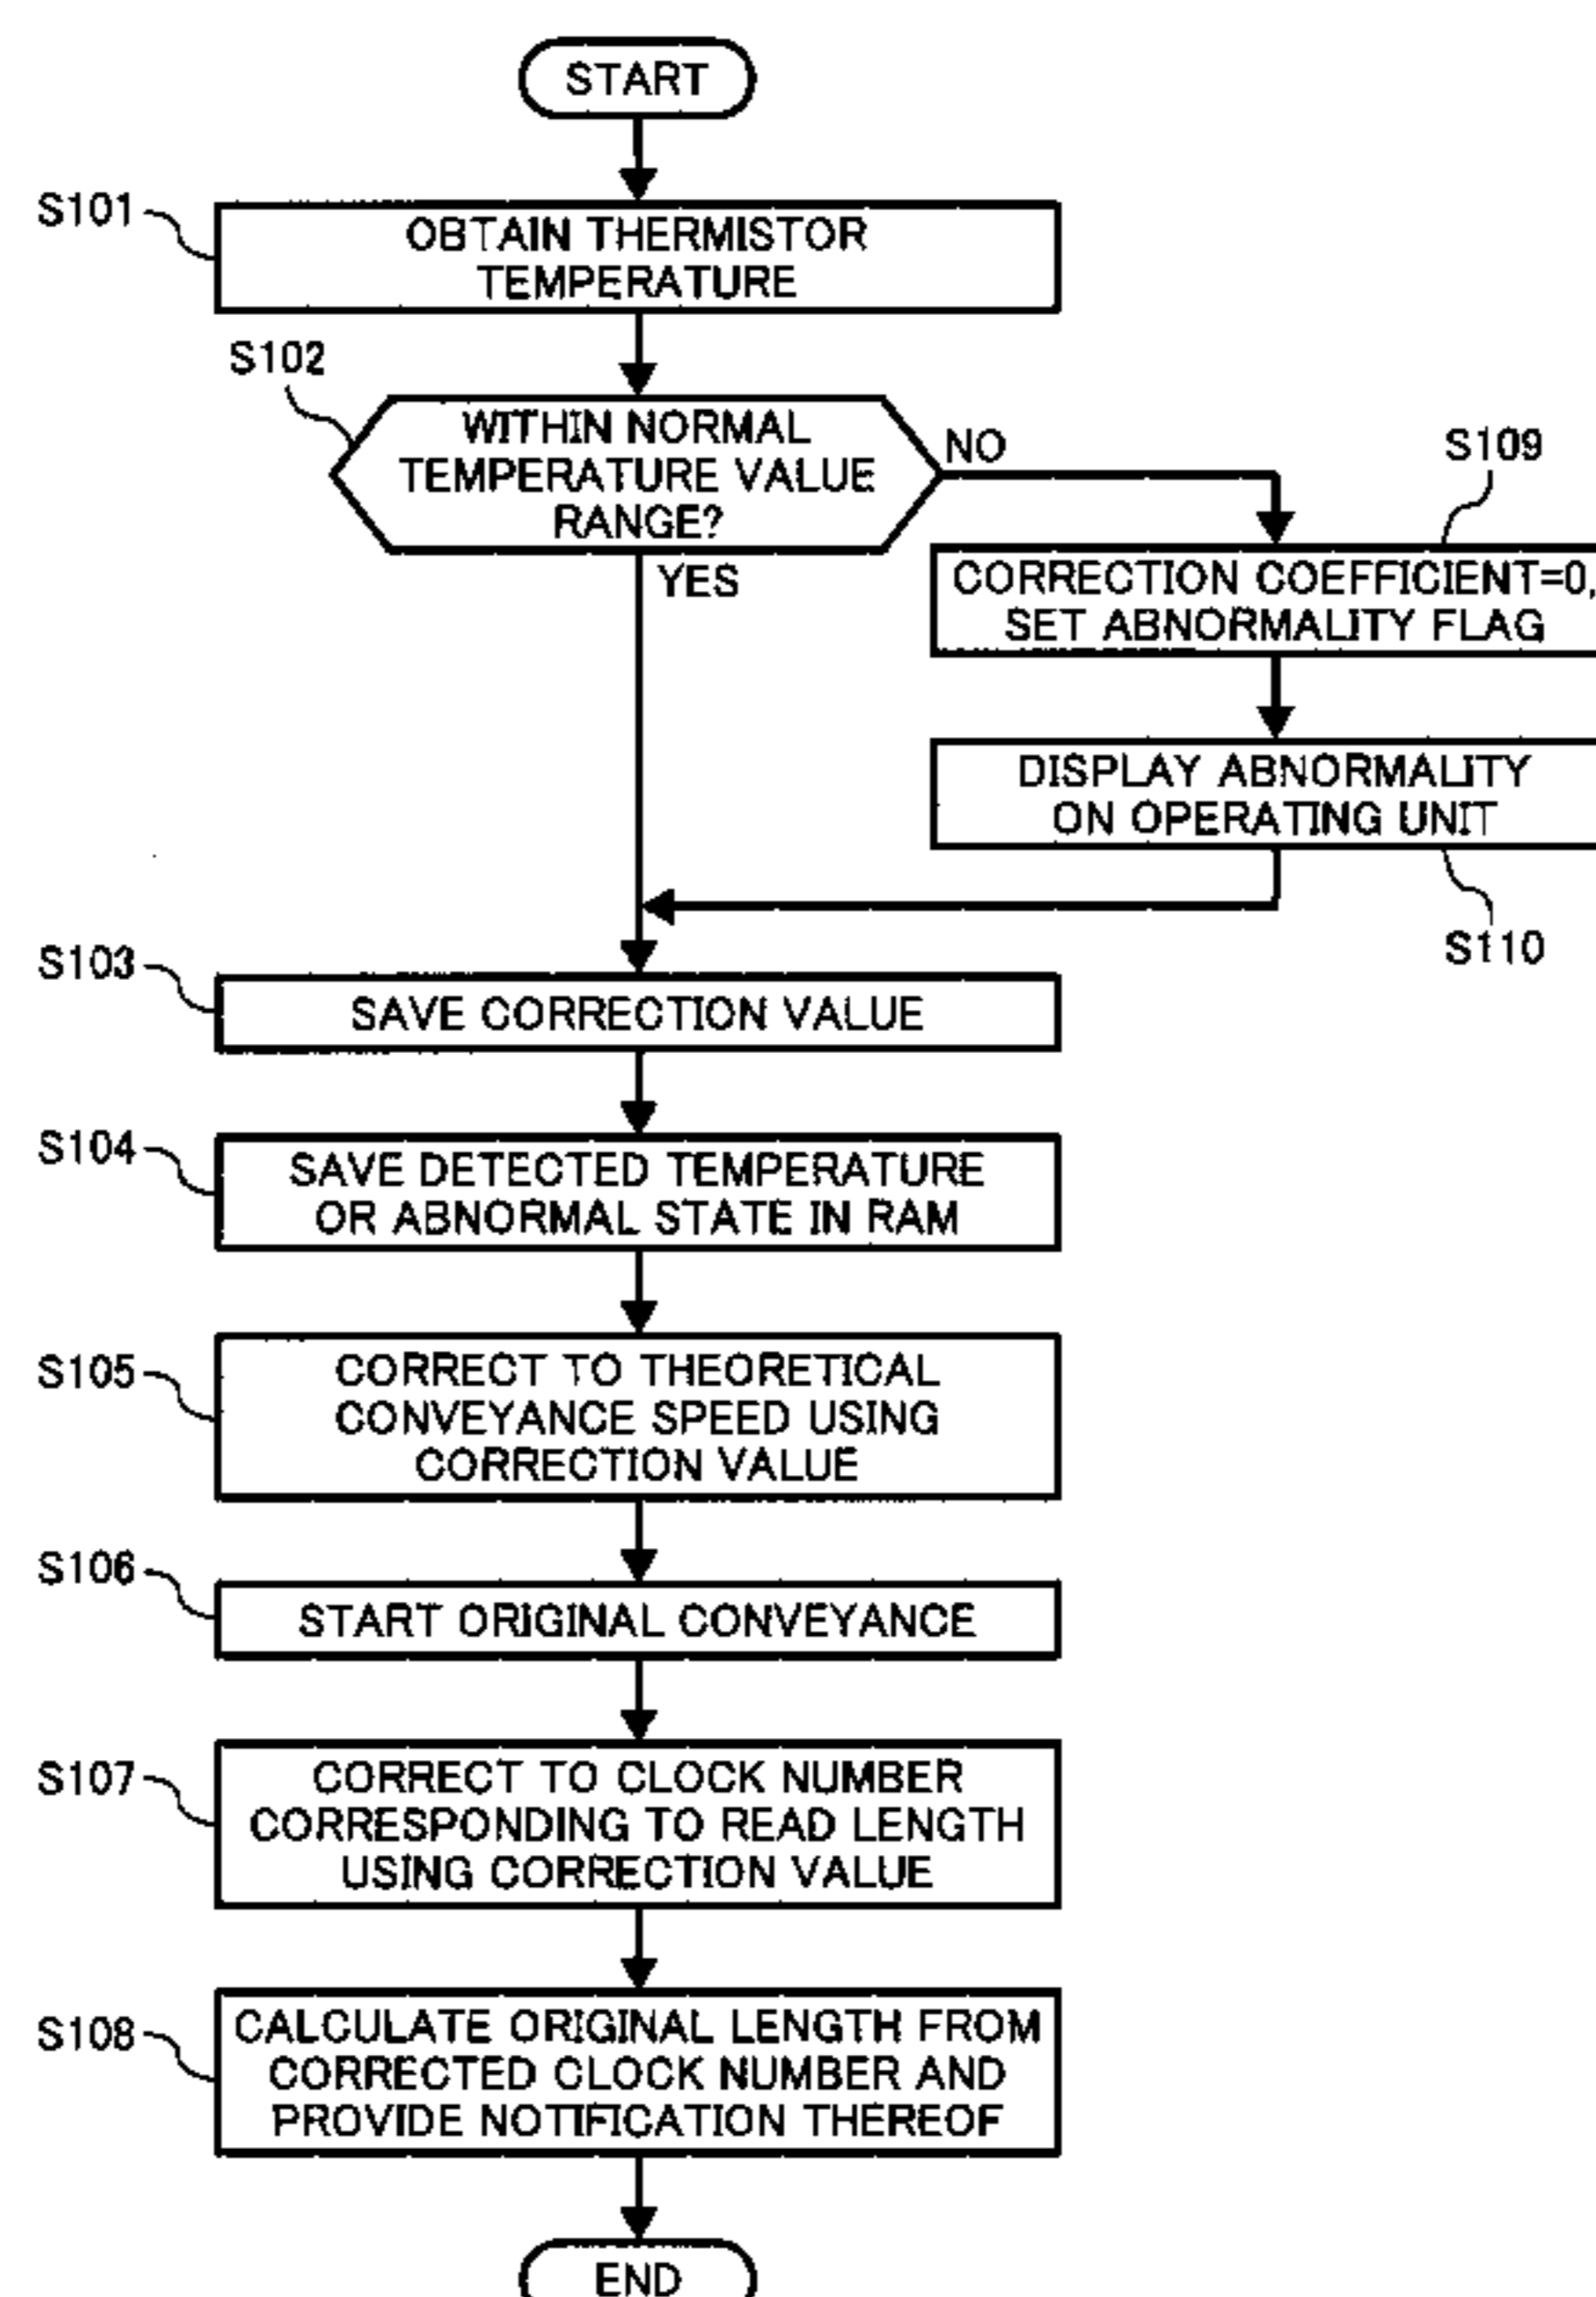 START
S101
OBTAIN THERMISTOR
TEMPERATURE
S102
WITHIN NORMAL
TEMPERATURE VALUE
RANGE?
NO
YES
S109
CORRECTION COEFFICIENT=0,
SET ABNORMALITY FLAG
DISPLAY ABNORMALITY
ON OPERATING UNIT
S110
S103
SAVE CORRECTION VALUE
S104
SAVE DETECTED TEMPERATURE
OR ABNORMAL STATE IN RAM
S105
CORRECT TO THEORETICAL
CONVEYANCE SPEED USING
CORRECTION VALUE
S106
START ORIGINAL CONVEYANCE
S107
CORRECT TO CLOCK NUMBER
CORRESPONDING TO READ LENGTH
USING CORRECTION VALUE
S108
CALCULATE ORIGINAL LENGTH FROM
CORRECTED CLOCK NUMBER AND
PROVIDE NOTIFICATION THEREOF
END